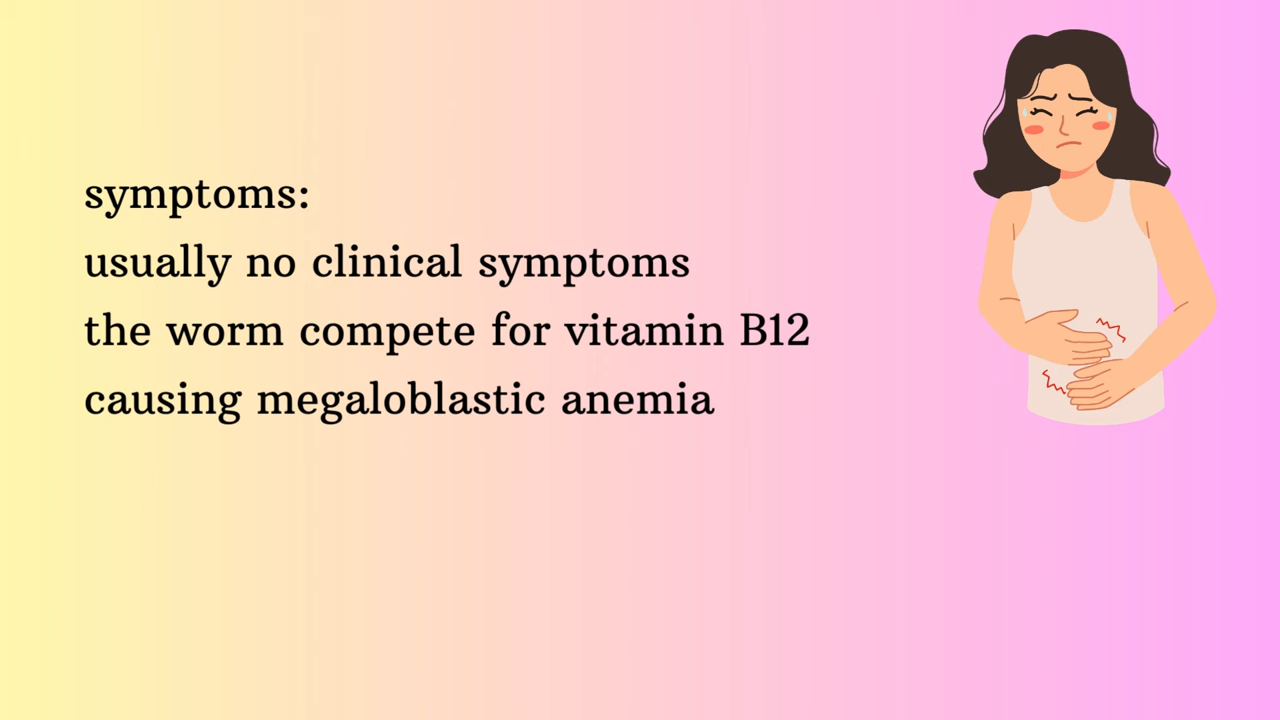 symptoms:
usually no clinical symptoms
the worm compete for vitamin B12
causing megaloblastic anemia